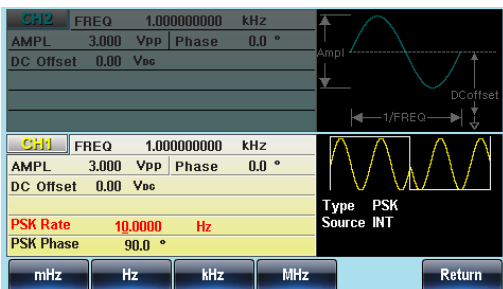 CH2 FREQ 1.000000000 kHz
AMPL 3.000 Vpp Phase 0.0 °
DC Offset 0.00 VDC
Ampl
DCoffset
1/FREQ
CH1 FREQ 1.000000000 kHz
AMPL 3.000 Vpp Phase 0.0 °
DC Offset 0.00 VDC
PSK Rate 10.0000 Hz
PSK Phase 90.0 °
Type PSK
Source INT
mHz Hz kHz MHz Return